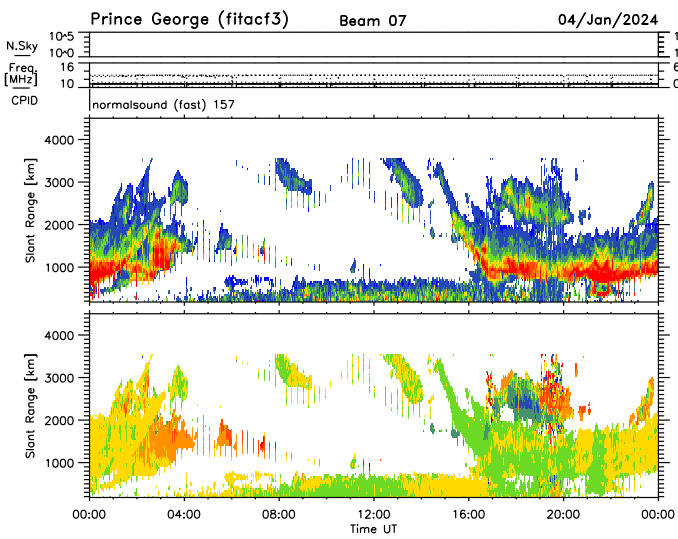 Prince George (fitacf3) Beam 07 04/Jan/2024
N.Sky 10^5 10^0
Freq. [MHz] 16 10
CPID normalsound (fast) 157
Slant Range [km] 4000 3000 2000 1000
Slant Range [km] 4000 3000 2000 1000
00:00 04:00 08:00 12:00 16:00 20:00 00:00
Time UT